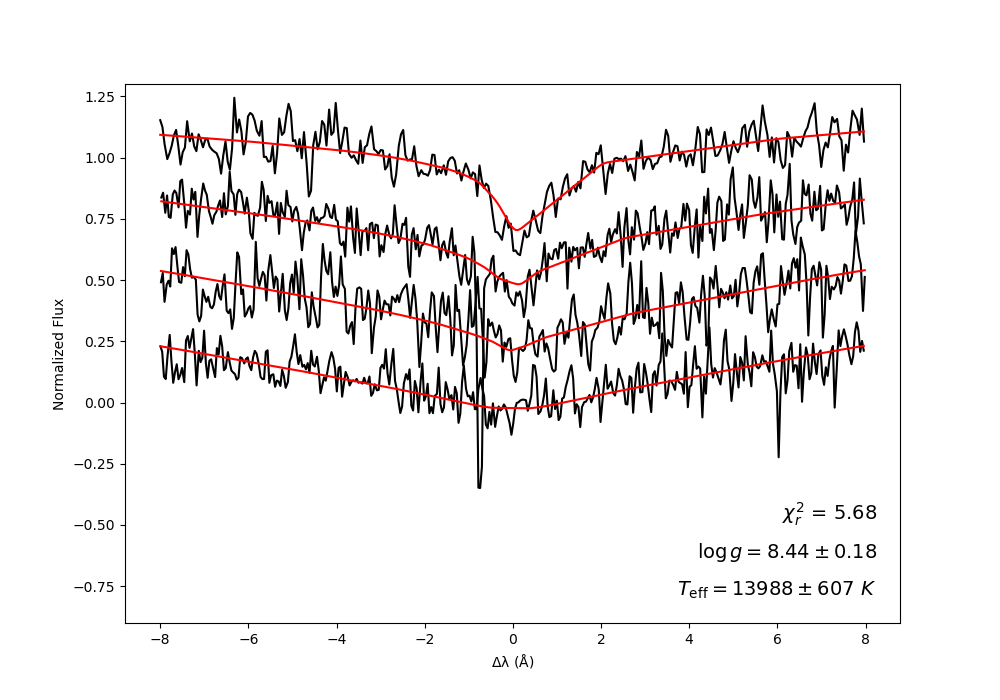 1.25
1.00
0.75
0.50
0.25
0.00
−0.25
−0.50
−0.75
Normalized Flux
χ²ᵣ = 5.68
log g = 8.44 ± 0.18
T_eff = 13988 ± 607 K
−8 −6 −4 −2 0 2 4 6 8
Δλ (Å)